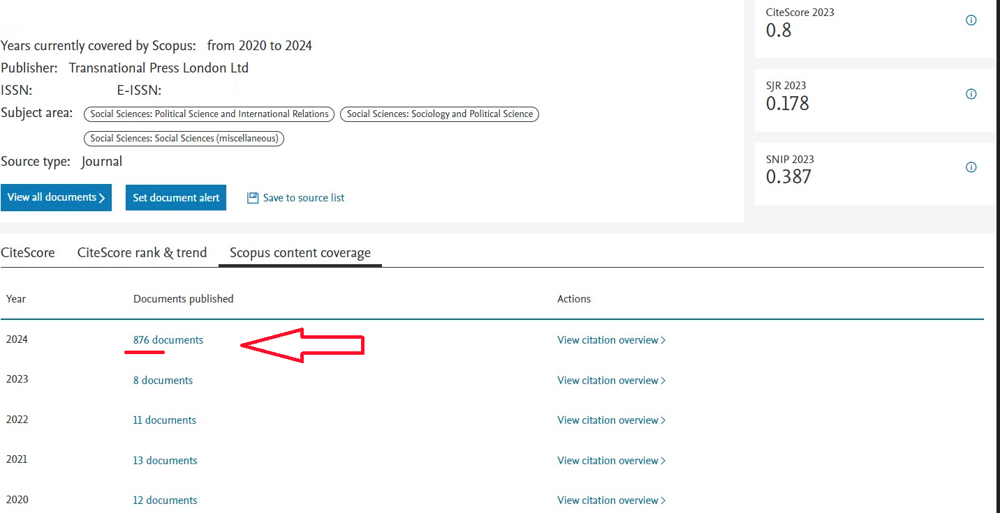 CiteScore 2023
0.8
Years currently covered by Scopus: from 2020 to 2024
Publisher: Transnational Press London Ltd
ISSN: E-ISSN:
SJR 2023
0.178
Subject area: Social Sciences: Political Science and International Relations Social Sciences: Sociology and Political Science
Social Sciences: Social Sciences (miscellaneous)
Source type: Journal
SNIP 2023
0.387
View all documents Set document alert Save to source list
CiteScore CiteScore rank & trend Scopus content coverage
Year Documents published Actions
2024 876 documents View citation overview
2023 8 documents View citation overview
2022 11 documents View citation overview
2021 13 documents View citation overview
2020 12 documents View citation overview